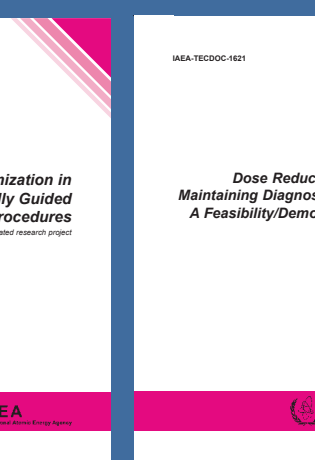 nization in
lly Guided
rocedures
ated research project
EA
onal Atomic Energy Agency
IAEA-TECDOC-1621
Dose Reduc
Maintaining Diagnos
A Feasibility/Demo